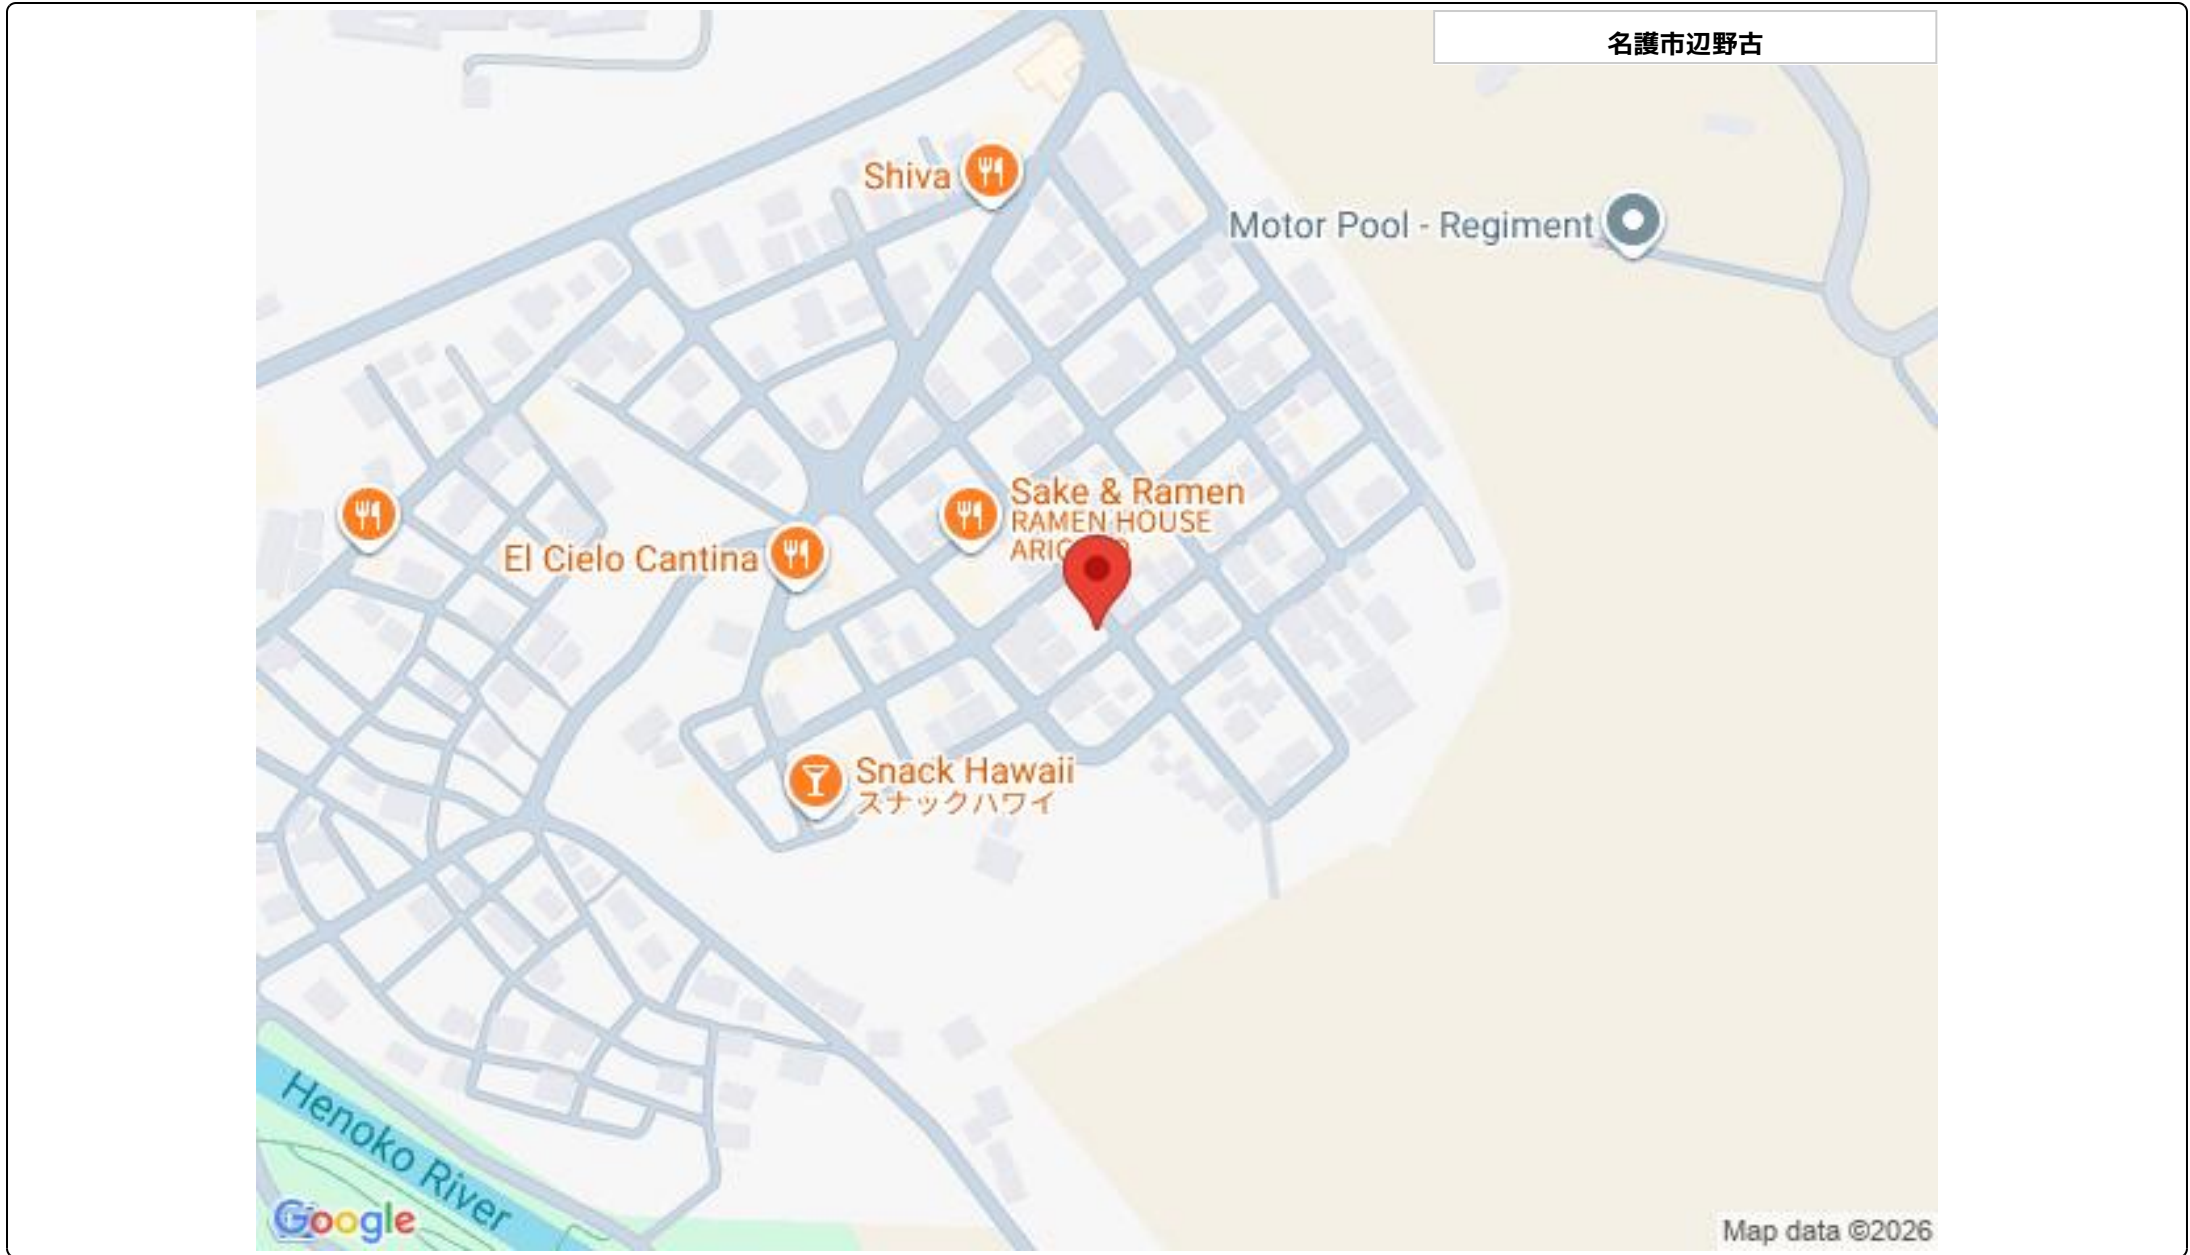 名護市辺野古
Shiva
Motor Pool - Regiment
Sake & Ramen
RAMEN HOUSE
El Cielo Cantina
Snack Hawaii
スナックハワイ
Henoko River
Google
Map data ©2026